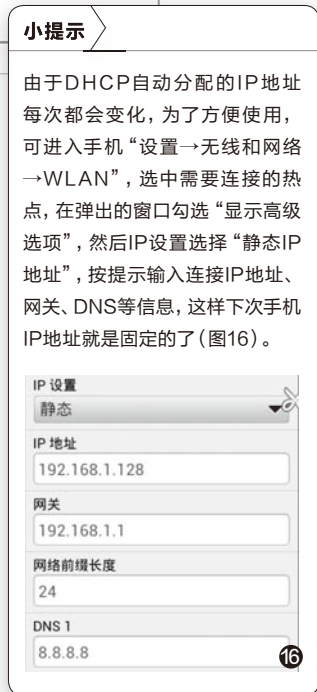 小提示
由于DHCP自动分配的IP地址
每次都会变化，为了方便使用，
可进入手机“设置→无线和网络
→WLAN”，选中需要连接的热
点，在弹出的窗口勾选“显示高级
选项”，然后IP设置选择“静态IP
地址”，按提示输入连接IP地址、
网关、DNS等信息，这样下次手机
IP地址就是固定的了（图16）。
IP 设置
静态
IP 地址
192.168.1.128
网关
192.168.1.1
网络前缀长度
24
DNS 1
8.8.8.8
16